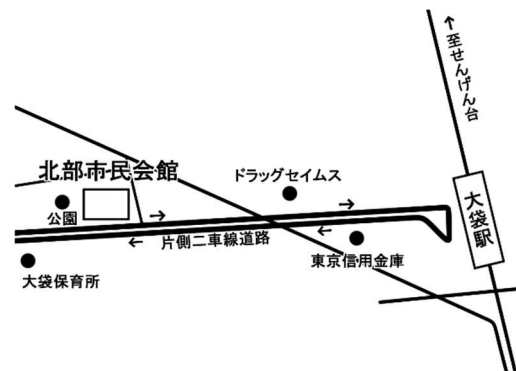 ↑至せんげん台
北部市民会館
ドラッグセイムス
公園
大袋駅
片側二車線道路
東京信用金庫
大袋保育所